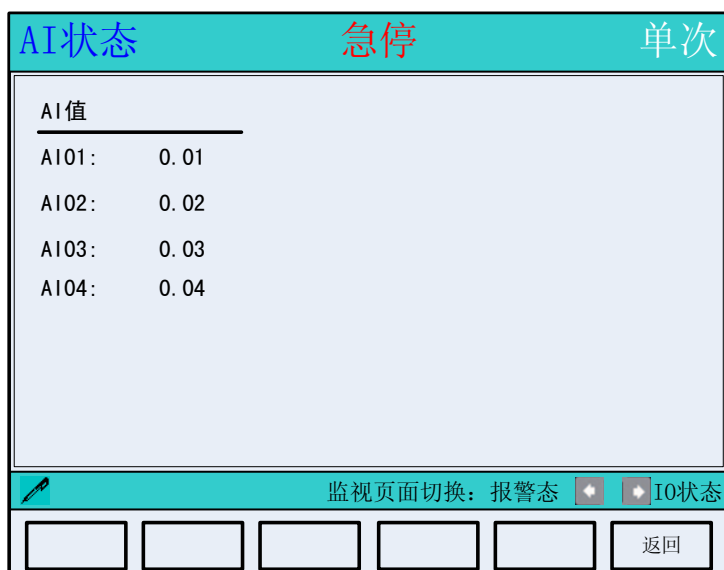 AI状态 急停 单次
AI值
AI01: 0.01
AI02: 0.02
AI03: 0.03
AI04: 0.04
监视页面切换: 报警态 IO状态
返回